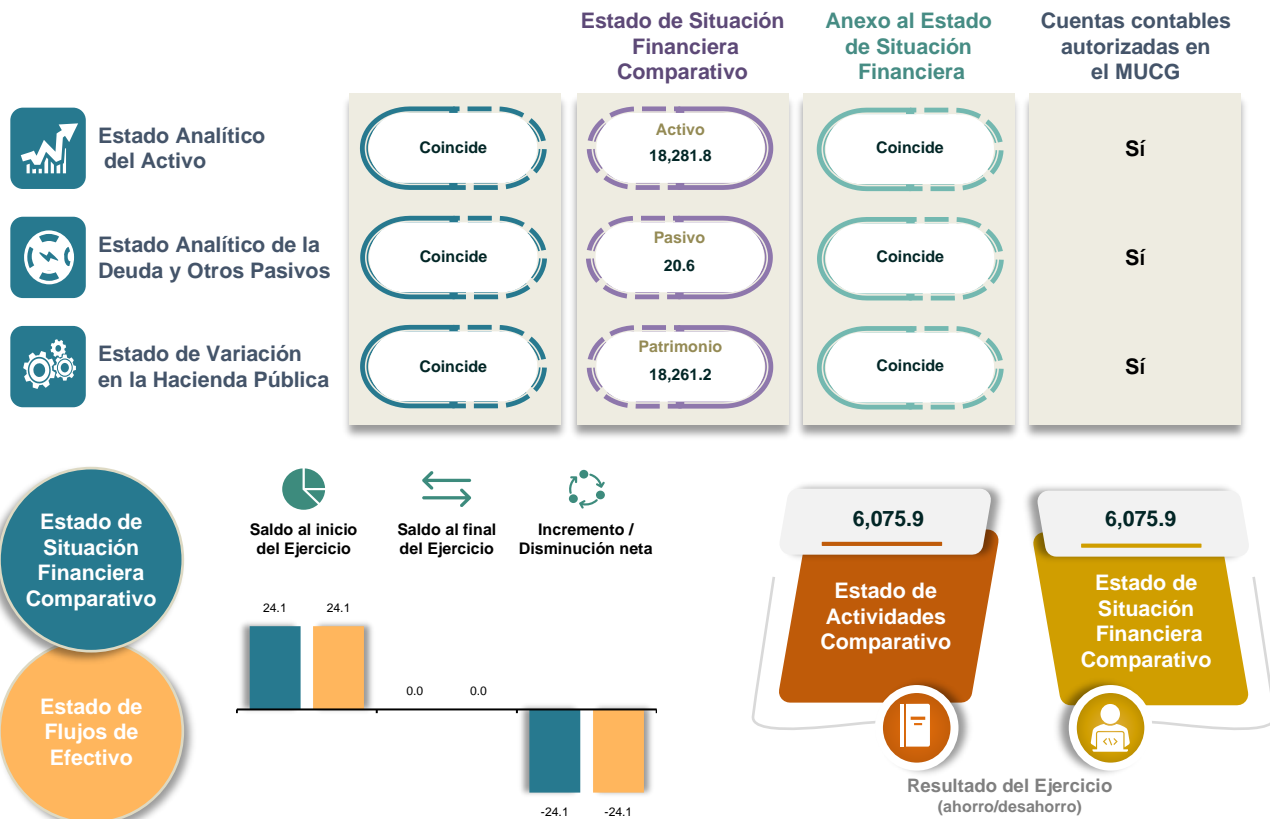 Estado de Situación
Financiera
Comparativo
Anexo al Estado
de Situación
Financiera
Cuentas contables
autorizadas en
el MUCG
Estado Analítico
del Activo
Coincide
Activo
18,281.8
Coincide
Sí
Estado Analítico de la
Deuda y Otros Pasivos
Coincide
Pasivo
20.6
Coincide
Sí
Estado de Variación
en la Hacienda Pública
Coincide
Patrimonio
18,261.2
Coincide
Sí
Estado de
Situación
Financiera
Comparativo
Estado de
Flujos de
Efectivo
Saldo al inicio
del Ejercicio
Saldo al final
del Ejercicio
Incremento /
Disminución neta
24.1
24.1
0.0
0.0
-24.1
-24.1
6,075.9
Estado de
Actividades
Comparativo
6,075.9
Estado de
Situación
Financiera
Comparativo
Resultado del Ejercicio
(ahorro/desahorro)